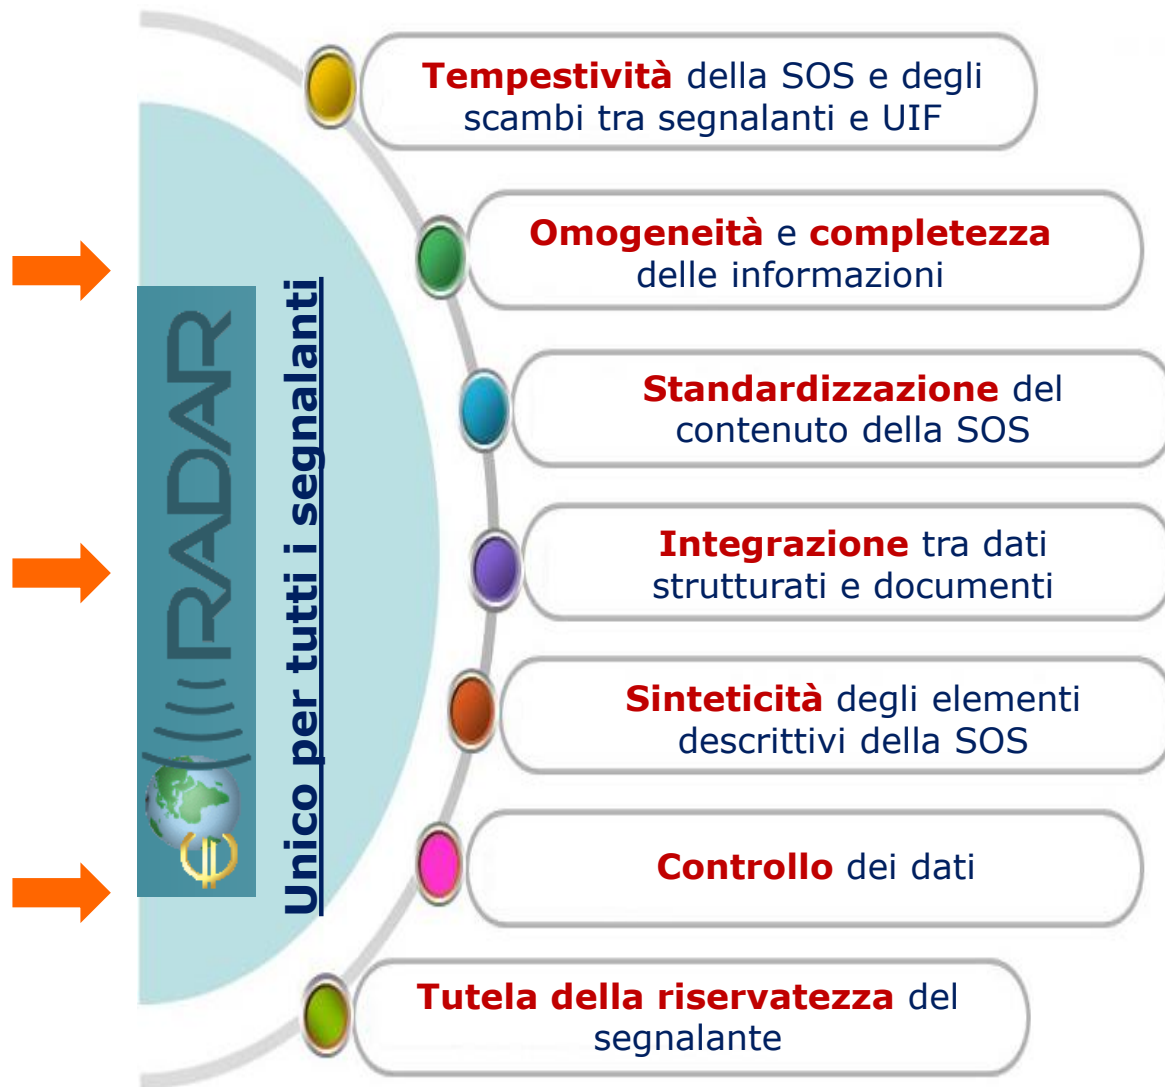 RADAR
Unico per tutti i segnalanti
Tempestività della SOS e degli
scambi tra segnalanti e UIF
Omogeneità e completezza
delle informazioni
Standardizzazione del
contenuto della SOS
Integrazione tra dati
strutturati e documenti
Sinteticità degli elementi
descrittivi della SOS
Controllo dei dati
Tutela della riservatezza del
segnalante